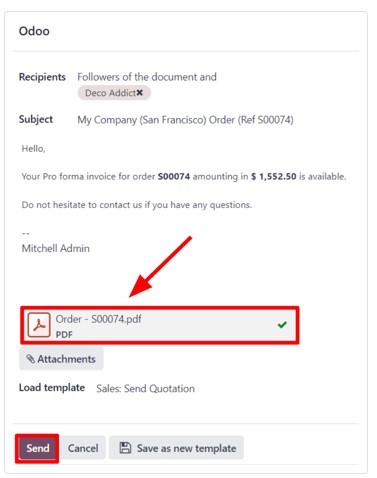 Odoo
Recipients Followers of the document and
Deco Addict✖
Subject My Company (San Francisco) Order (Ref S00074)
Hello,
Your Pro forma invoice for order S00074 amounting in $ 1,552.50 is available.
Do not hesitate to contact us if you have any questions.
--
Mitchell Admin
Order - S00074.pdf
PDF
Attachments
Load template Sales: Send Quotation
Send Cancel Save as new template